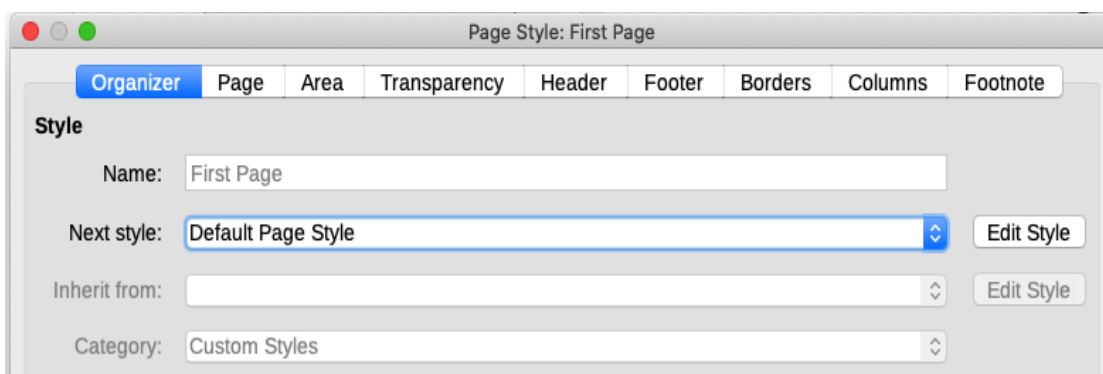 Page Style: First Page
Organizer Page Area Transparency Header Footer Borders Columns Footnote
Style
Name: First Page
Next style: Default Page Style Edit Style
Inherit from: Edit Style
Category: Custom Styles